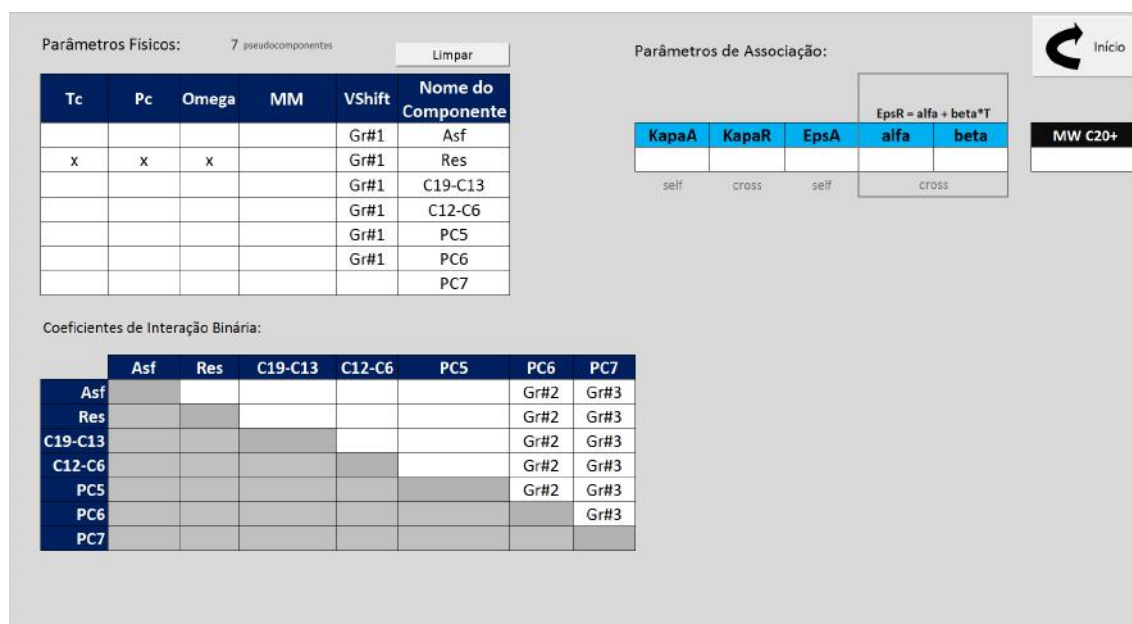 Parâmetros Físicos: 7 pseudocomponentes
Limpar
Tc Pc Omega MM VShift Nome do Componente
Gr#1 Asf
x x x Gr#1 Res
Gr#1 C19-C13
Gr#1 C12-C6
Gr#1 PC5
Gr#1 PC6
PC7
Parâmetros de Associação:
Início
EpsR = alfa + beta*T
KapaA KapaR EpsA alfa beta
self cross self cross
MW C20+
Coeficientes de Interação Binária:
Asf Res C19-C13 C12-C6 PC5 PC6 PC7
Asf Gr#2 Gr#3
Res Gr#2 Gr#3
C19-C13 Gr#2 Gr#3
C12-C6 Gr#2 Gr#3
PC5 Gr#2 Gr#3
PC6 Gr#3
PC7